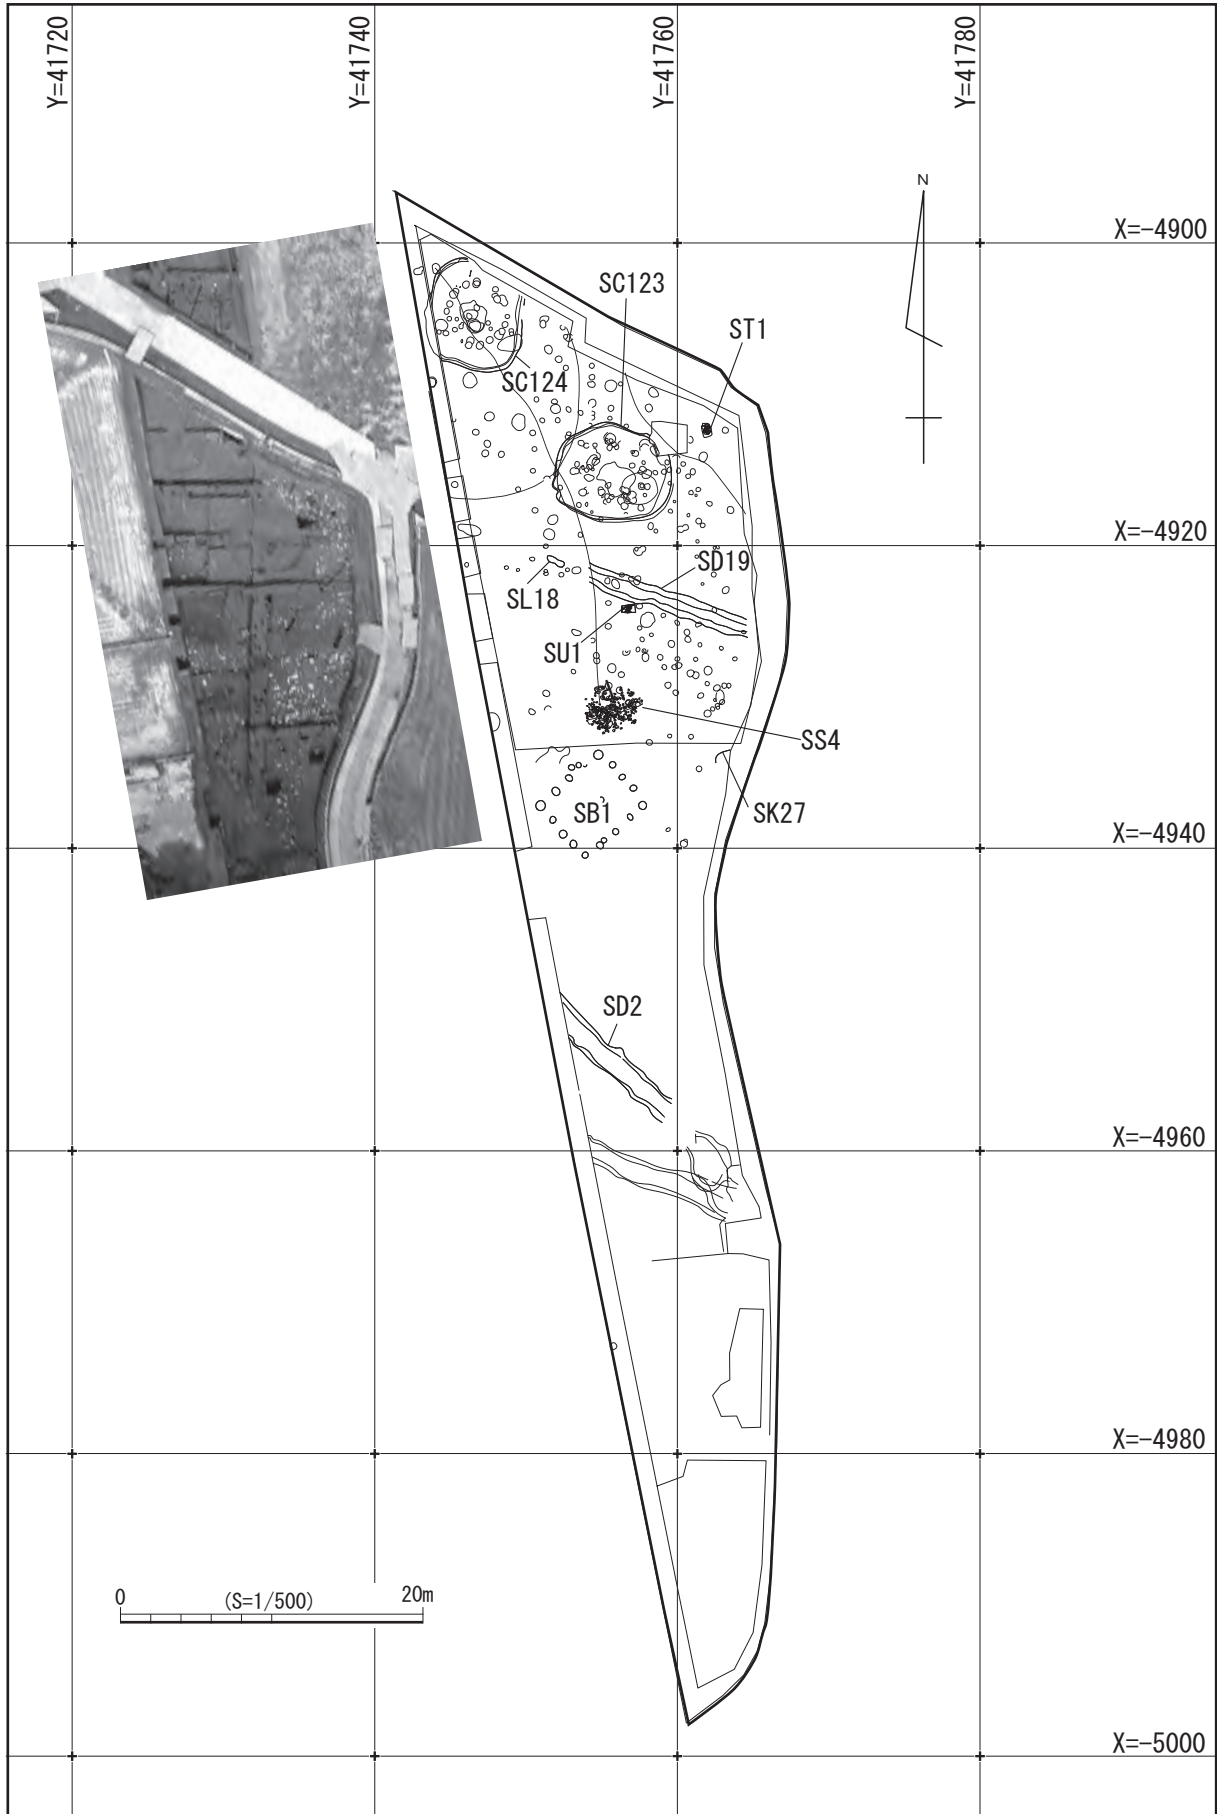 Y=41720
Y=41740
Y=41760
Y=41780
N
X=-4900
SC123
ST1
SC124
X=-4920
SD19
SL18
SU1
SS4
SB1
SK27
X=-4940
SD2
X=-4960
X=-4980
0 (S=1/500) 20m
X=-5000